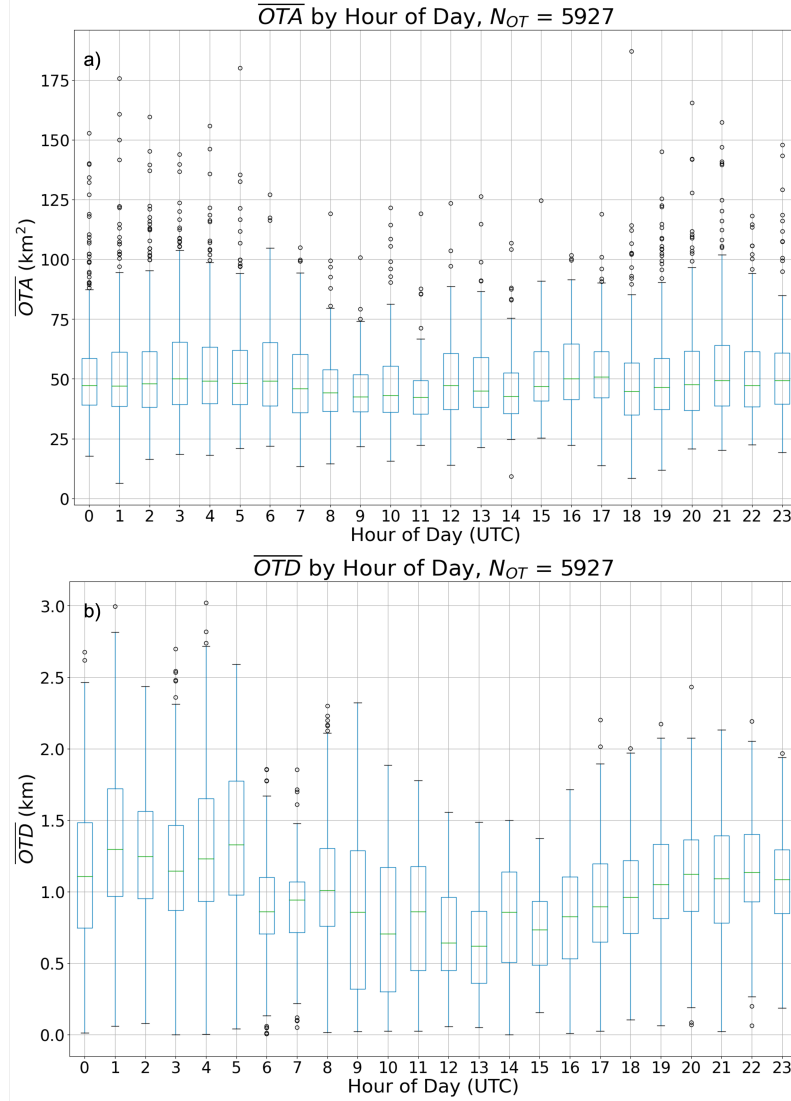 OTA by Hour of Day, N_OT = 5927
a)
175
150
125
100
75
50
25
0
OTA (km²)
0 1 2 3 4 5 6 7 8 9 10 11 12 13 14 15 16 17 18 19 20 21 22 23
Hour of Day (UTC)
OTD by Hour of Day, N_OT = 5927
b)
3.0
2.5
2.0
1.5
1.0
0.5
0.0
OTD (km)
0 1 2 3 4 5 6 7 8 9 10 11 12 13 14 15 16 17 18 19 20 21 22 23
Hour of Day (UTC)